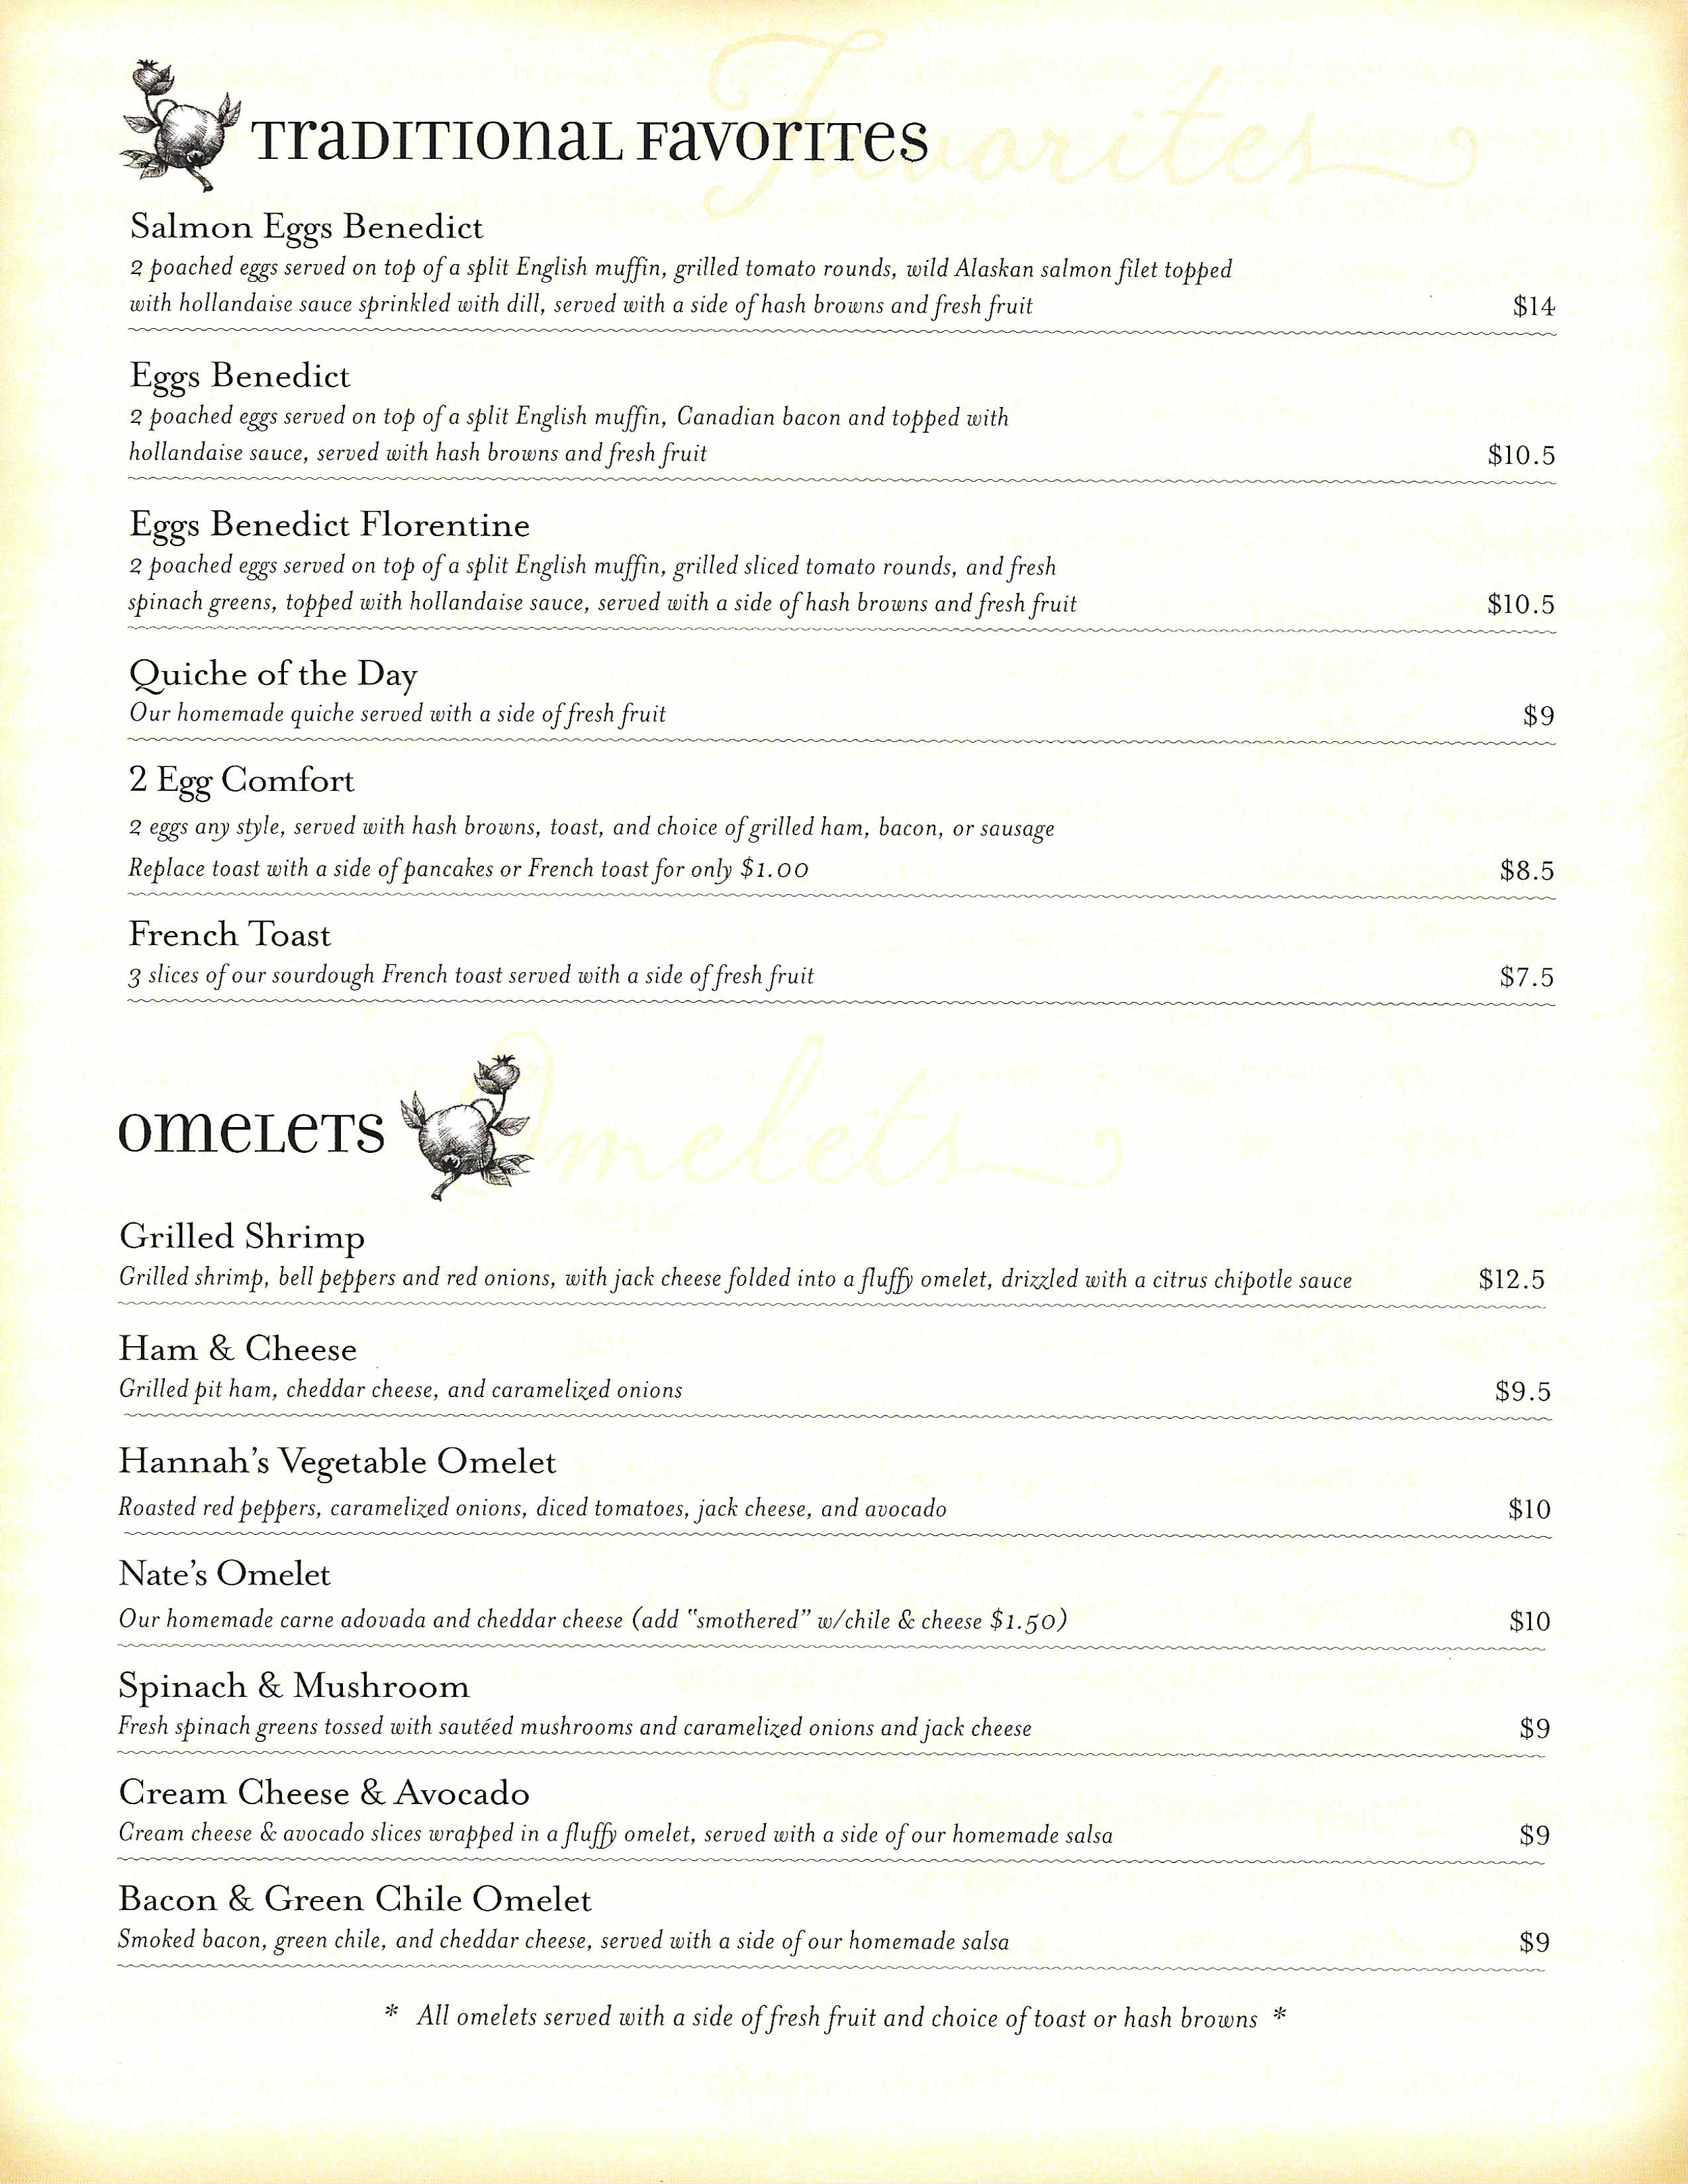 Favorites
Traditional Favorites
Salmon Eggs Benedict
2 poached eggs served on top of a split English muffin, grilled tomato rounds, wild Alaskan salmon filet topped
with hollandaise sauce sprinkled with dill, served with a side of hash browns and fresh fruit $14
Eggs Benedict
2 poached eggs served on top of a split English muffin, Canadian bacon and topped with
hollandaise sauce, served with hash browns and fresh fruit $10.5
Eggs Benedict Florentine
2 poached eggs served on top of a split English muffin, grilled sliced tomato rounds, and fresh
spinach greens, topped with hollandaise sauce, served with a side of hash browns and fresh fruit $10.5
Quiche of the Day
Our homemade quiche served with a side of fresh fruit $9
2 Egg Comfort
2 eggs any style, served with hash browns, toast, and choice of grilled ham, bacon, or sausage
Replace toast with a side of pancakes or French toast for only $1.00 $8.5
French Toast
3 slices of our sourdough French toast served with a side of fresh fruit $7.5
Omelets
Omelets
Grilled Shrimp
Grilled shrimp, bell peppers and red onions, with jack cheese folded into a fluffy omelet, drizzled with a citrus chipotle sauce $12.5
Ham & Cheese
Grilled pit ham, cheddar cheese, and caramelized onions $9.5
Hannah's Vegetable Omelet
Roasted red peppers, caramelized onions, diced tomatoes, jack cheese, and avocado $10
Nate's Omelet
Our homemade carne adovada and cheddar cheese (add "smothered" w/chile & cheese $1.50) $10
Spinach & Mushroom
Fresh spinach greens tossed with sautéed mushrooms and caramelized onions and jack cheese $9
Cream Cheese & Avocado
Cream cheese & avocado slices wrapped in a fluffy omelet, served with a side of our homemade salsa $9
Bacon & Green Chile Omelet
Smoked bacon, green chile, and cheddar cheese, served with a side of our homemade salsa $9
* All omelets served with a side of fresh fruit and choice of toast or hash browns *